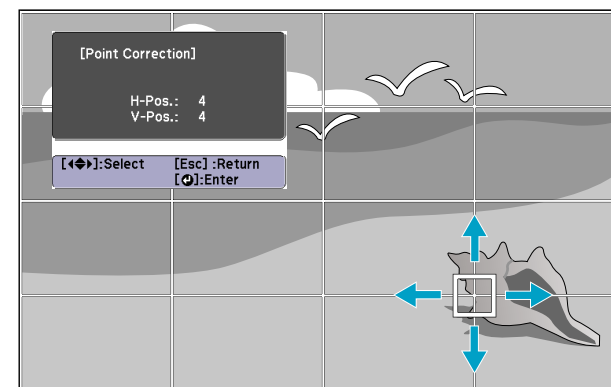 [Point Correction]
H-Pos.: 4
V-Pos.: 4
[◀◆▶]:Select [Esc] :Return
[↵]:Enter